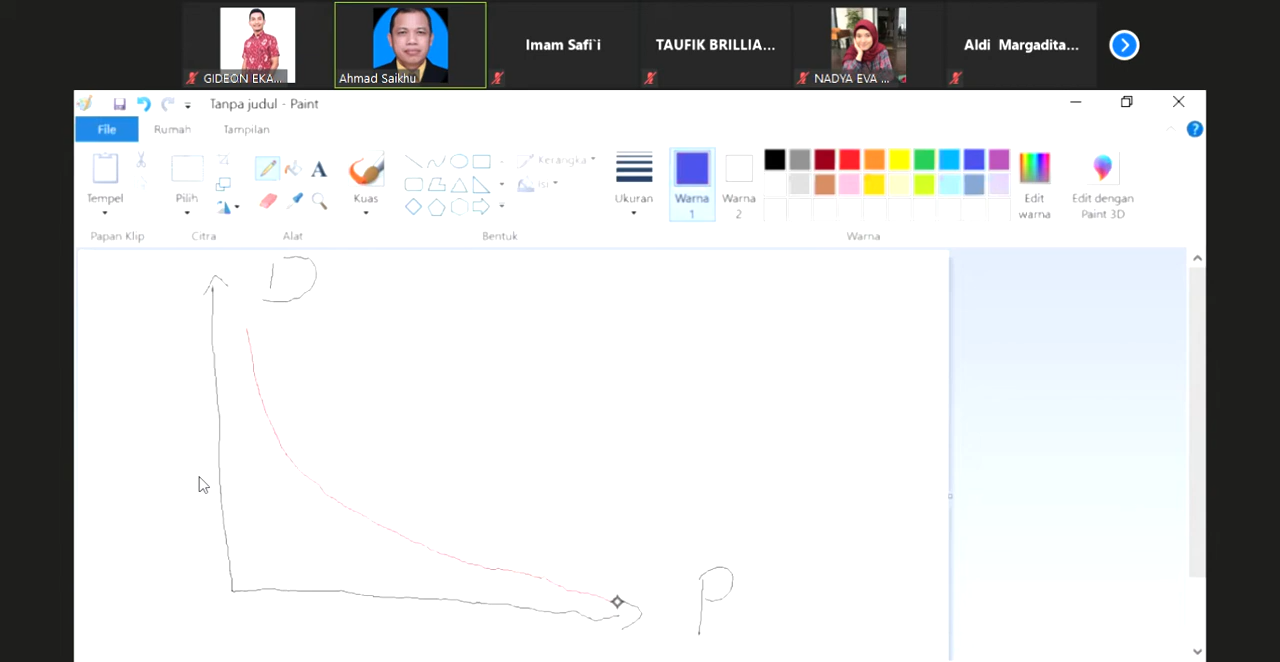 GIDEON EKA...
Ahmad Saikhu
Imam Safi`i
TAUFIK BRILLIA...
NADYA EVA ...
Aldi Margadita...
Tanpa judul - Paint
File
Rumah
Tampilan
Tempel
Pilih
Kuas
Kerangka
Isi
Ukuran
Warna
1
Warna
2
Edit
warna
Edit dengan
Paint 3D
Papan Klip
Citra
Alat
Bentuk
Warna
D
P